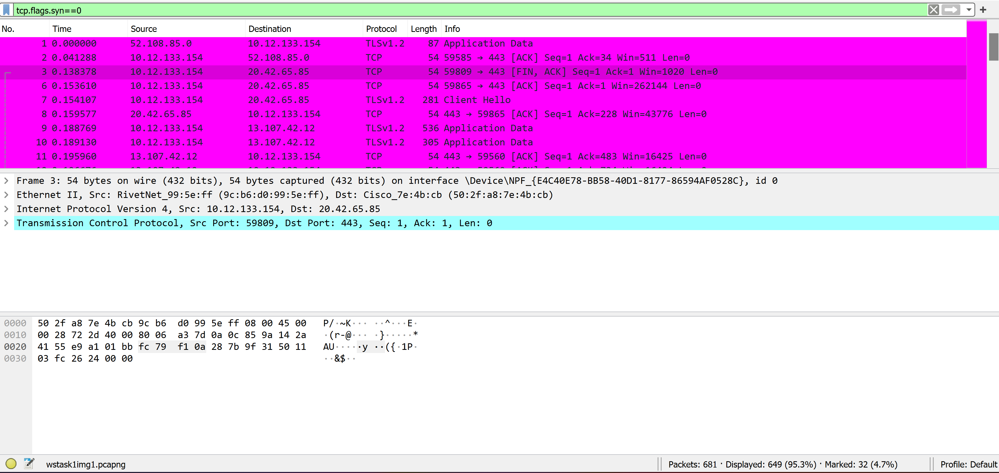 tcp.flags.syn==0
No. Time Source Destination Protocol Length Info
1 0.000000 52.108.85.0 10.12.133.154 TLSv1.2 87 Application Data
2 0.041288 10.12.133.154 52.108.85.0 TCP 54 59585 → 443 [ACK] Seq=1 Ack=34 Win=511 Len=0
3 0.138378 10.12.133.154 20.42.65.85 TCP 54 59809 → 443 [FIN, ACK] Seq=1 Ack=1 Win=1020 Len=0
6 0.153610 10.12.133.154 20.42.65.85 TCP 54 59865 → 443 [ACK] Seq=1 Ack=1 Win=262144 Len=0
7 0.154107 10.12.133.154 20.42.65.85 TLSv1.2 281 Client Hello
8 0.159577 20.42.65.85 10.12.133.154 TCP 54 443 → 59865 [ACK] Seq=1 Ack=228 Win=43776 Len=0
9 0.188769 10.12.133.154 13.107.42.12 TLSv1.2 536 Application Data
10 0.189130 10.12.133.154 13.107.42.12 TLSv1.2 305 Application Data
11 0.195960 13.107.42.12 10.12.133.154 TCP 54 443 → 59560 [ACK] Seq=1 Ack=483 Win=16425 Len=0
Frame 3: 54 bytes on wire (432 bits), 54 bytes captured (432 bits) on interface \Device\NPF_{E4C40E78-BB58-40D1-8177-86594AF0528C}, id 0
Ethernet II, Src: RivetNet_99:5e:ff (9c:b6:d0:99:5e:ff), Dst: Cisco_7e:4b:cb (50:2f:a8:7e:4b:cb)
Internet Protocol Version 4, Src: 10.12.133.154, Dst: 20.42.65.85
Transmission Control Protocol, Src Port: 59809, Dst Port: 443, Seq: 1, Ack: 1, Len: 0
0000 50 2f a8 7e 4b cb 9c b6 d0 99 5e ff 08 00 45 00 P/·~K··· ··^···E·
0010 00 28 72 2d 40 00 80 06 a3 7d 0a 0c 85 9a 14 2a ·(r-@··· ·}·····*
0020 41 55 e9 a1 01 bb fc 79 f1 0a 28 7b 9f 31 50 11 AU·····y ··({·1P·
0030 03 fc 26 24 00 00 ··&$··
wstask1img1.pcapng Packets: 681 · Displayed: 649 (95.3%) · Marked: 32 (4.7%) Profile: Default